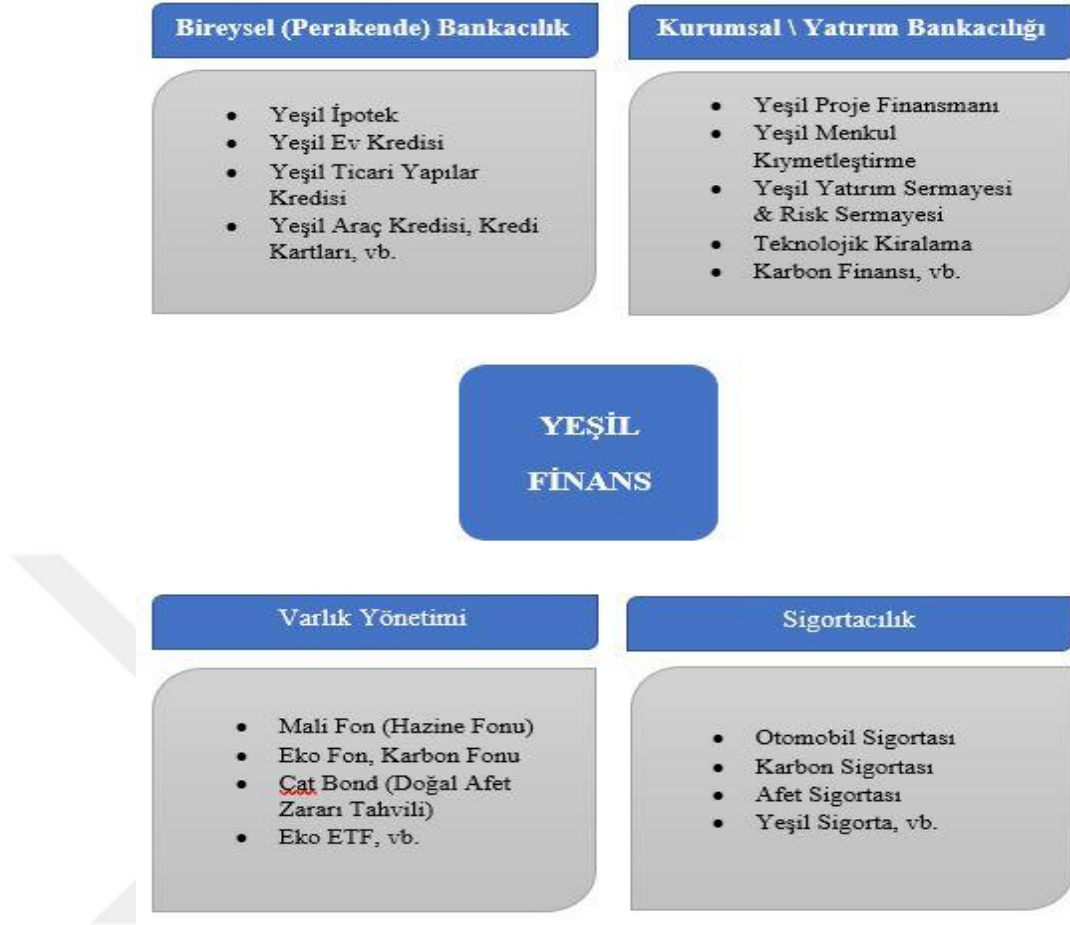 Bireysel (Perakende) Bankacılık
• Yeşil İpotek
• Yeşil Ev Kredisi
• Yeşil Ticari Yapılar
Kredisi
• Yeşil Araç Kredisi, Kredi
Kartları, vb.
Kurumsal \ Yatırım Bankacılığı
• Yeşil Proje Finansmanı
• Yeşil Menkul
Kıymetleştirme
• Yeşil Yatırım Sermayesi
& Risk Sermayesi
• Teknolojik Kiralama
• Karbon Finansı, vb.
YEŞİL
FİNANS
Varlık Yönetimi
• Mali Fon (Hazine Fonu)
• Eko Fon, Karbon Fonu
• Cat Bond (Doğal Afet
Zararı Tahvili)
• Eko ETF, vb.
Sigortacılık
• Otomobil Sigortası
• Karbon Sigortası
• Afet Sigortası
• Yeşil Sigorta, vb.